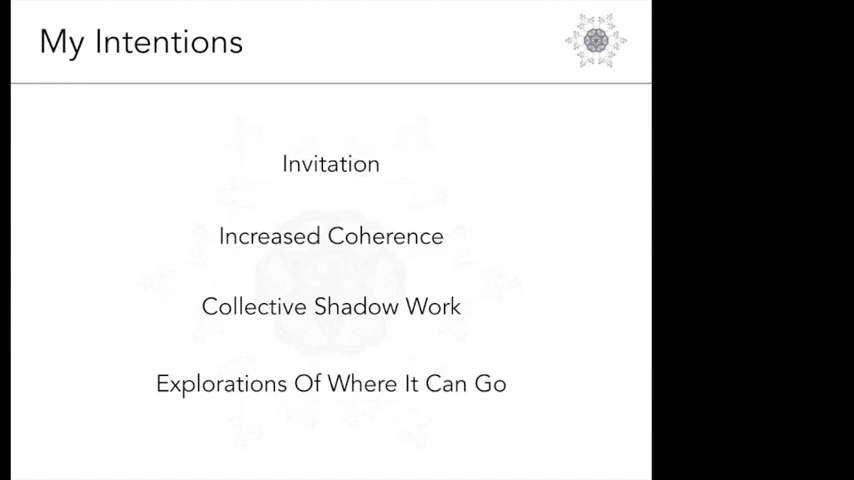 My Intentions
Invitation
Increased Coherence
Collective Shadow Work
Explorations Of Where It Can Go